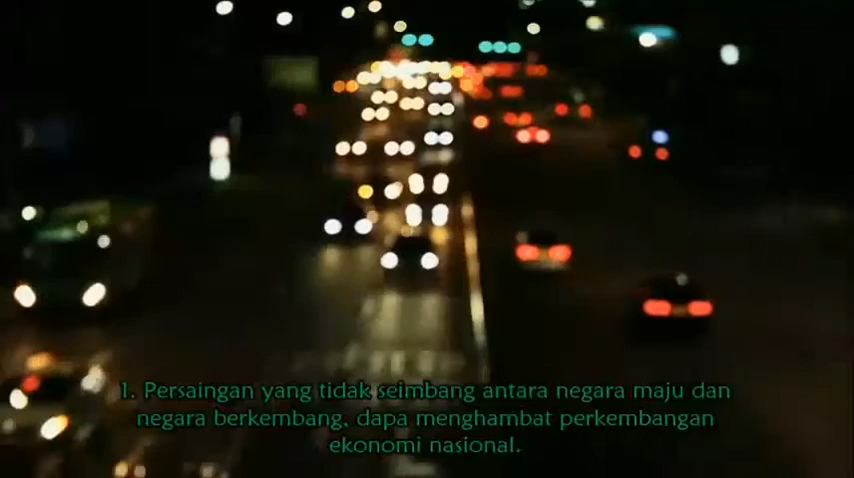 1. Persaingan yang tidak seimbang antara negara maju dan
negara berkembang, dapa menghambat perkembangan
ekonomi nasional.